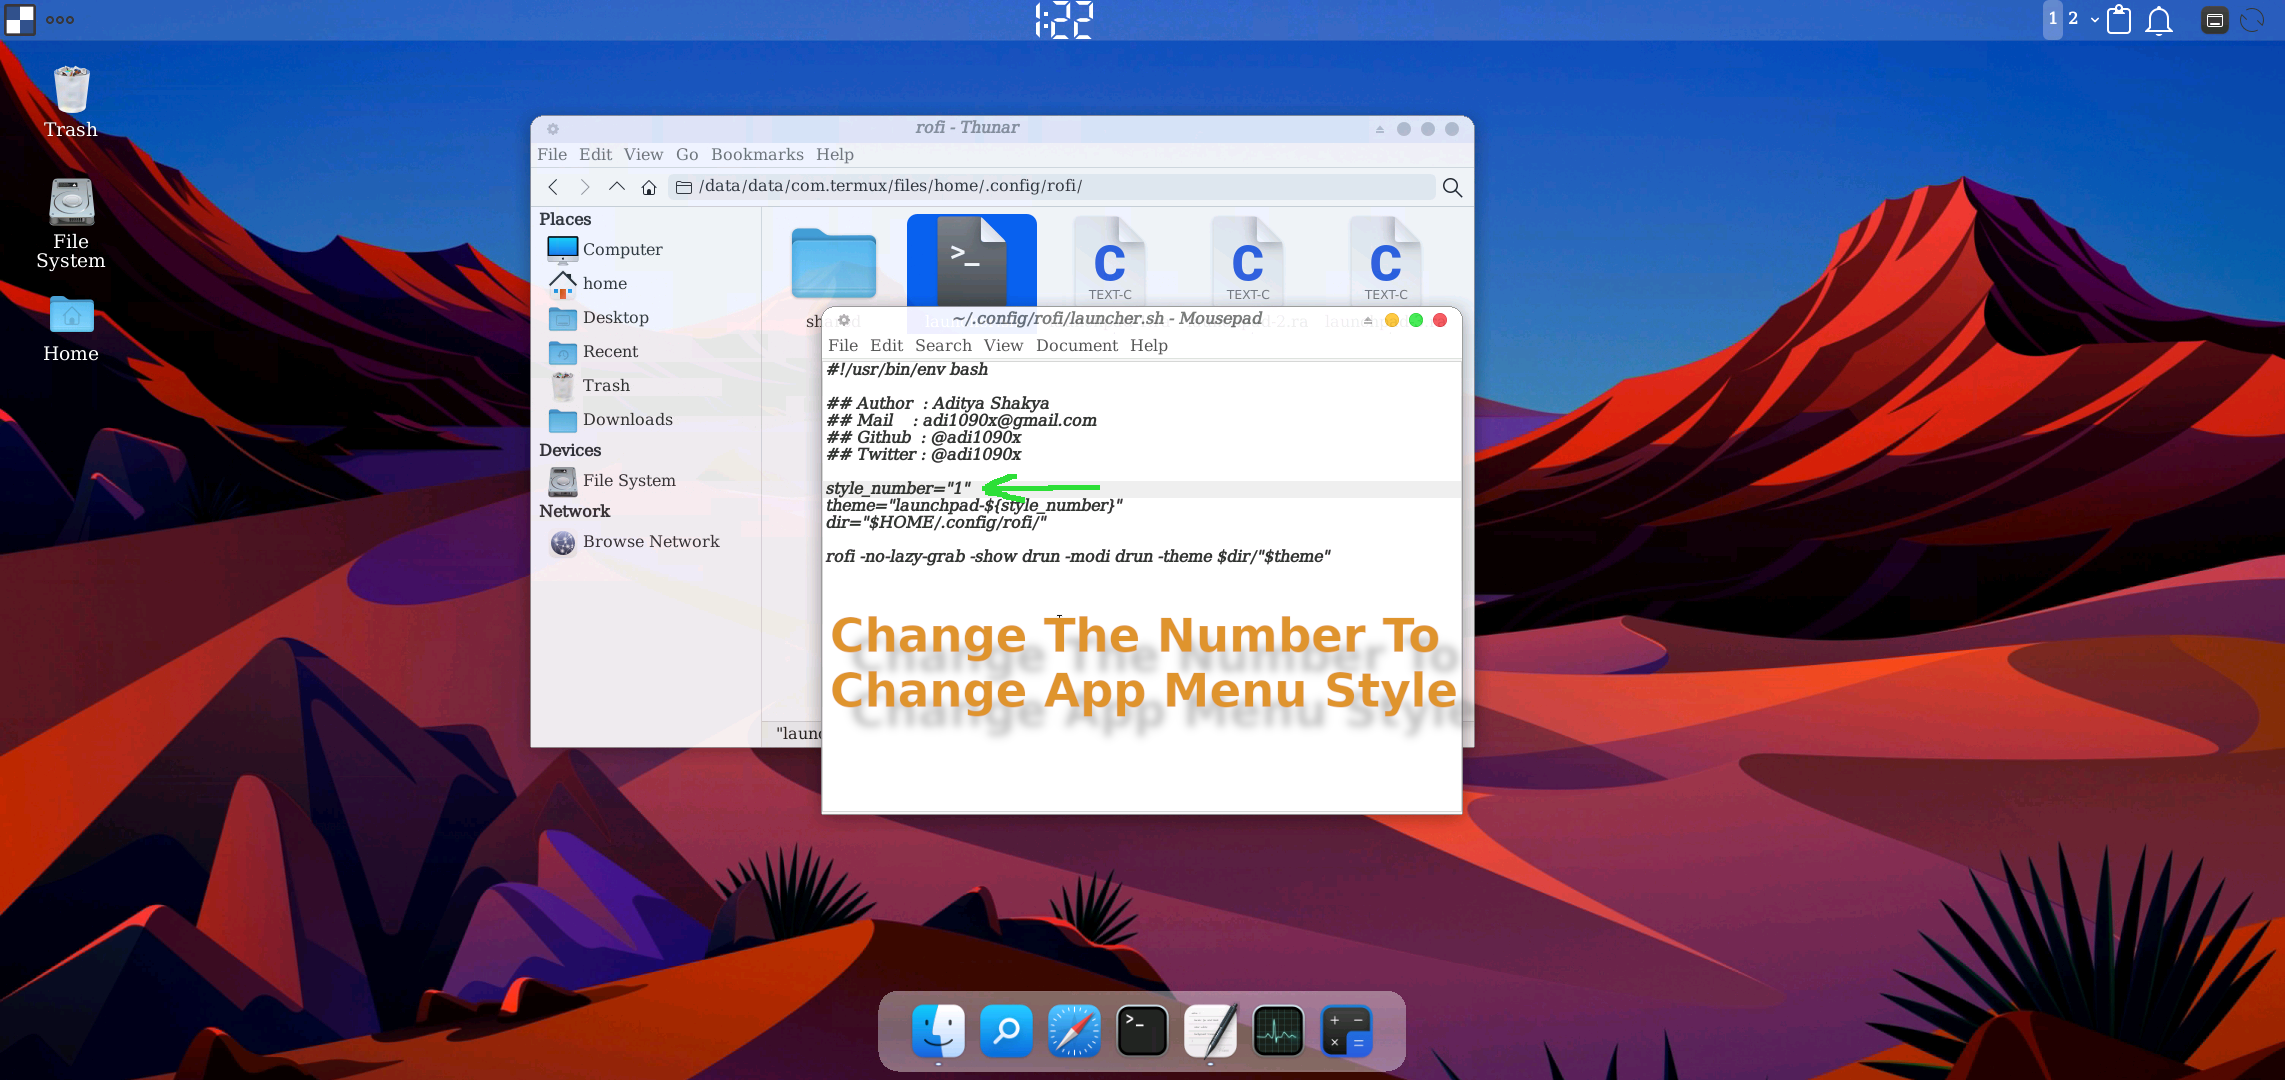 1:22
1 2
Trash
File
System
Home
rofi - Thunar
File Edit View Go Bookmarks Help
/data/data/com.termux/files/home/.config/rofi/
Places
Computer
home
Desktop
Recent
Trash
Downloads
Devices
File System
Network
Browse Network
>_
C
TEXT-C
C
TEXT-C
C
TEXT-C
"laun
~/.config/rofi/launcher.sh - Mousepad
File Edit Search View Document Help
#!/usr/bin/env bash
## Author : Aditya Shakya
## Mail : adi1090x@gmail.com
## Github : @adi1090x
## Twitter : @adi1090x
style_number="1"
theme="launchpad-${style_number}"
dir="$HOME/.config/rofi/"
rofi -no-lazy-grab -show drun -modi drun -theme $dir/"$theme"
Change The Number To
Change App Menu Style
>_